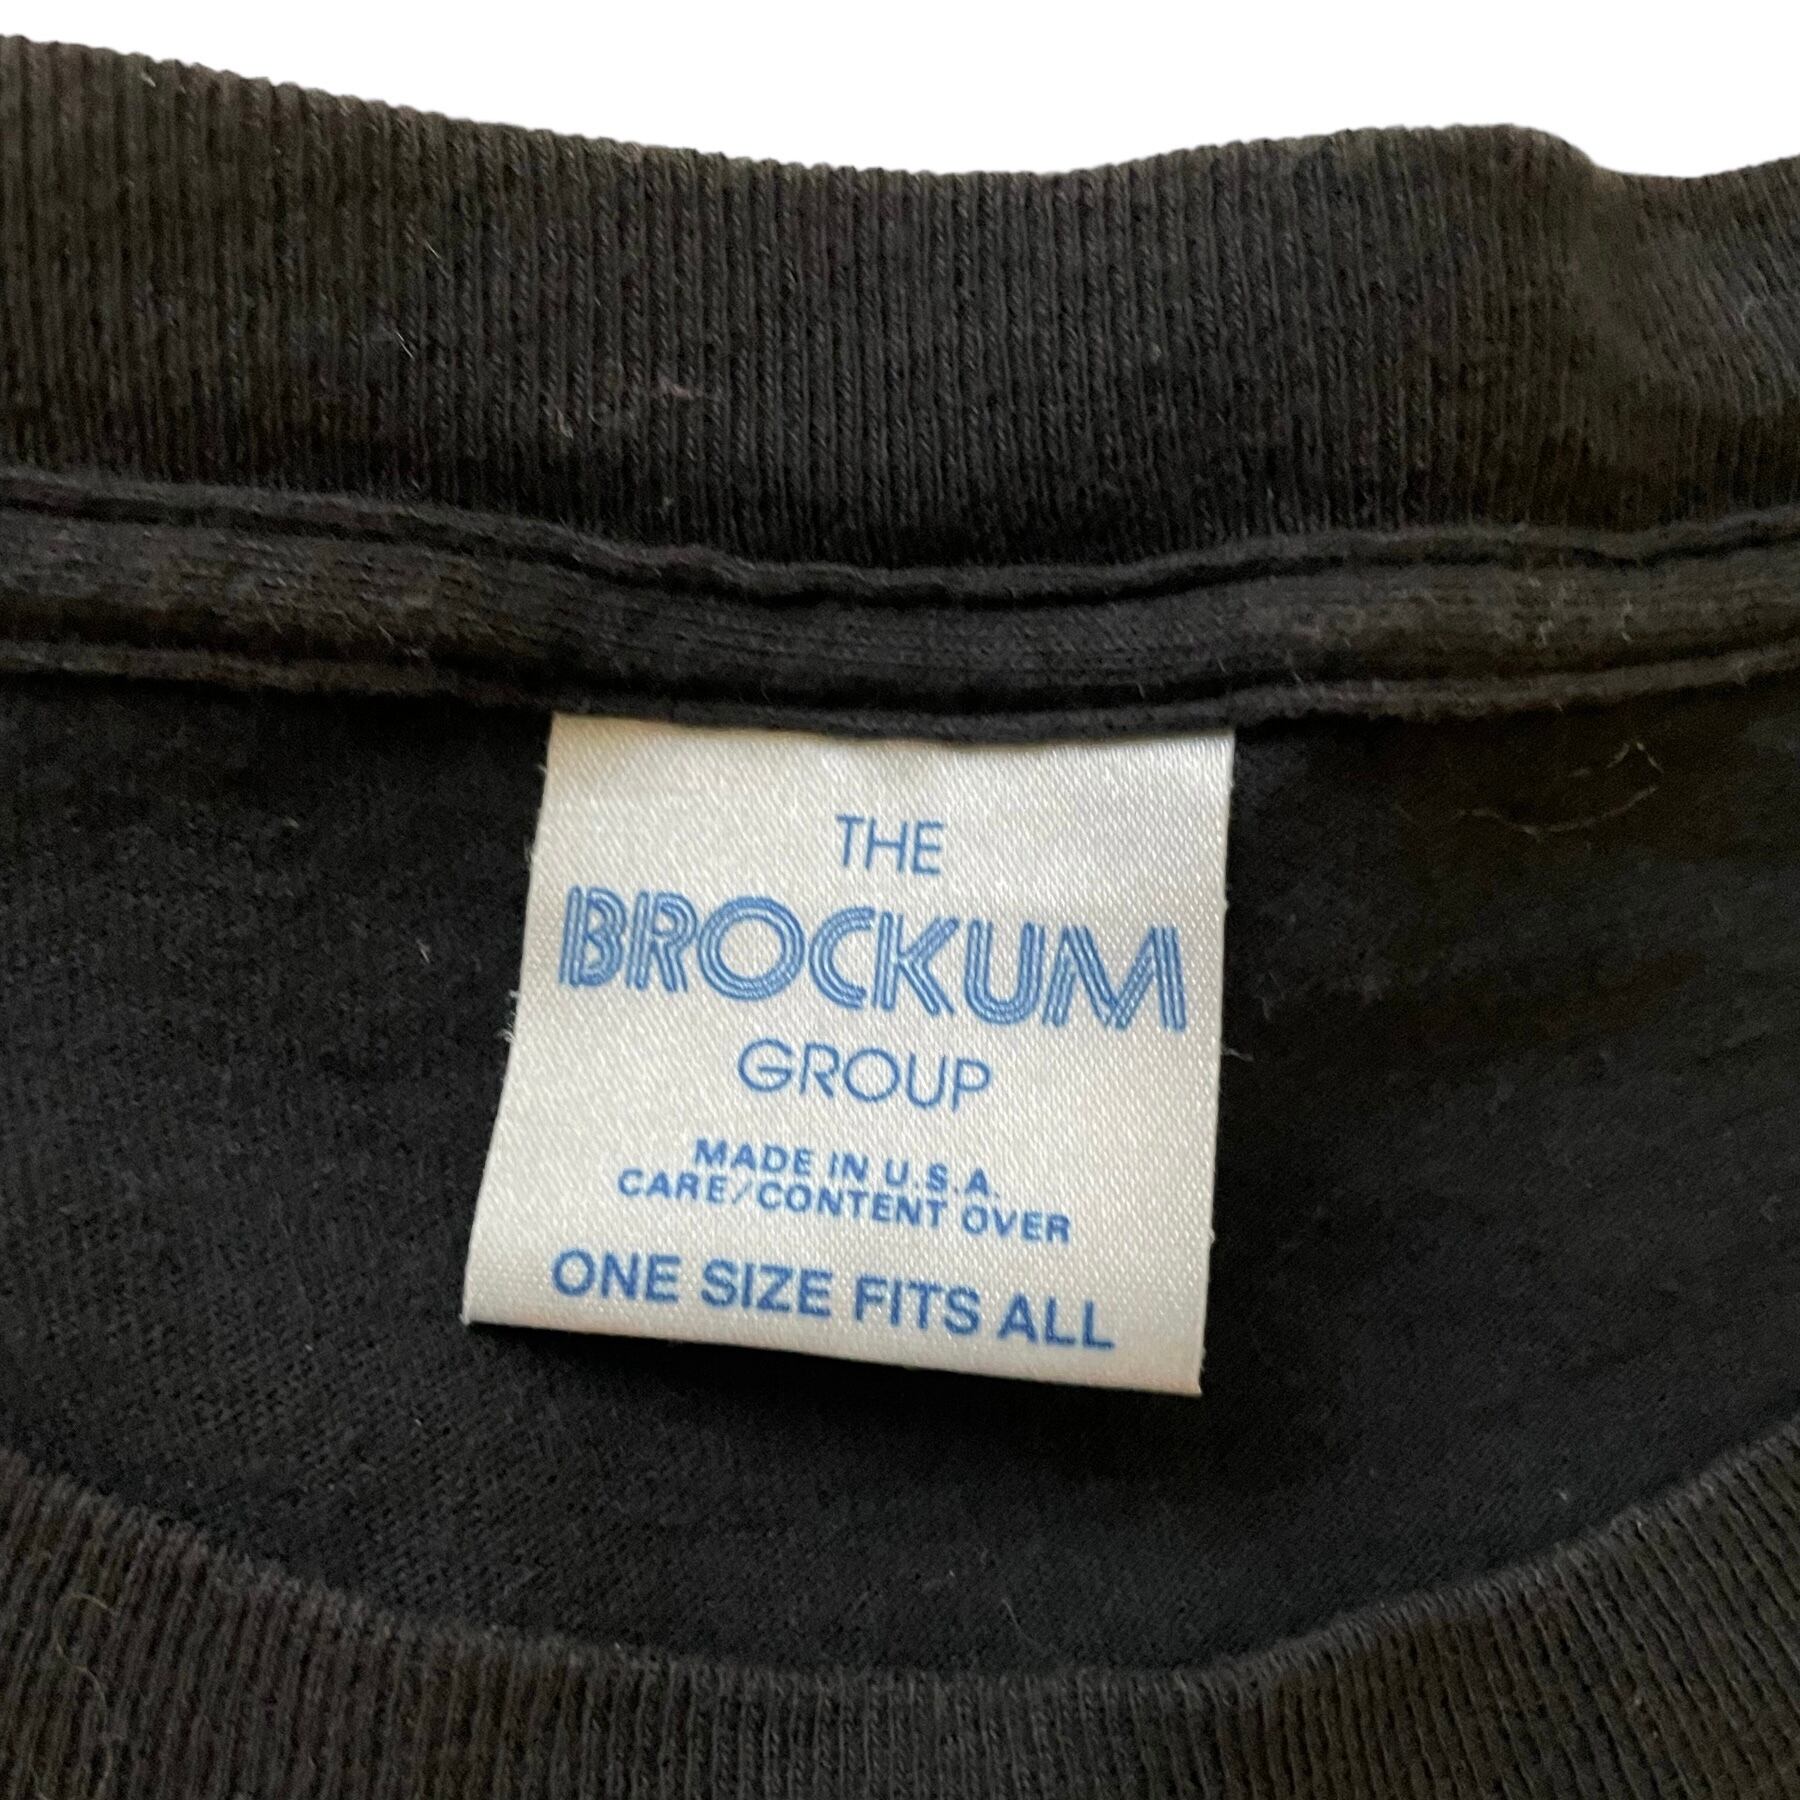 THE
BROCKUM
GROUP
MADE IN U.S.A.
CARE/CONTENT OVER
ONE SIZE FITS ALL